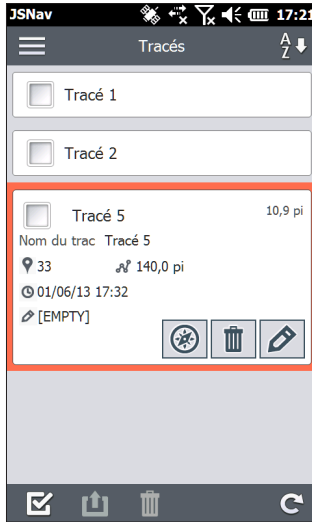 JSNav 17:21
Tracés
Tracé 1
Tracé 2
Tracé 5 10,9 pi
Nom du trac Tracé 5
33 140,0 pi
01/06/13 17:32
[EMPTY]